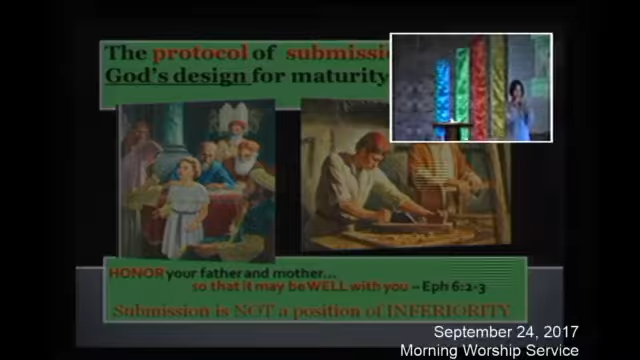 The protocol of submissi
God's design for maturity
HONOR your father and mother...
so that it may be WELL with you – Eph 6:2-3
Submission is NOT a position of INFERIORITY
September 24, 2017
Morning Worship Service